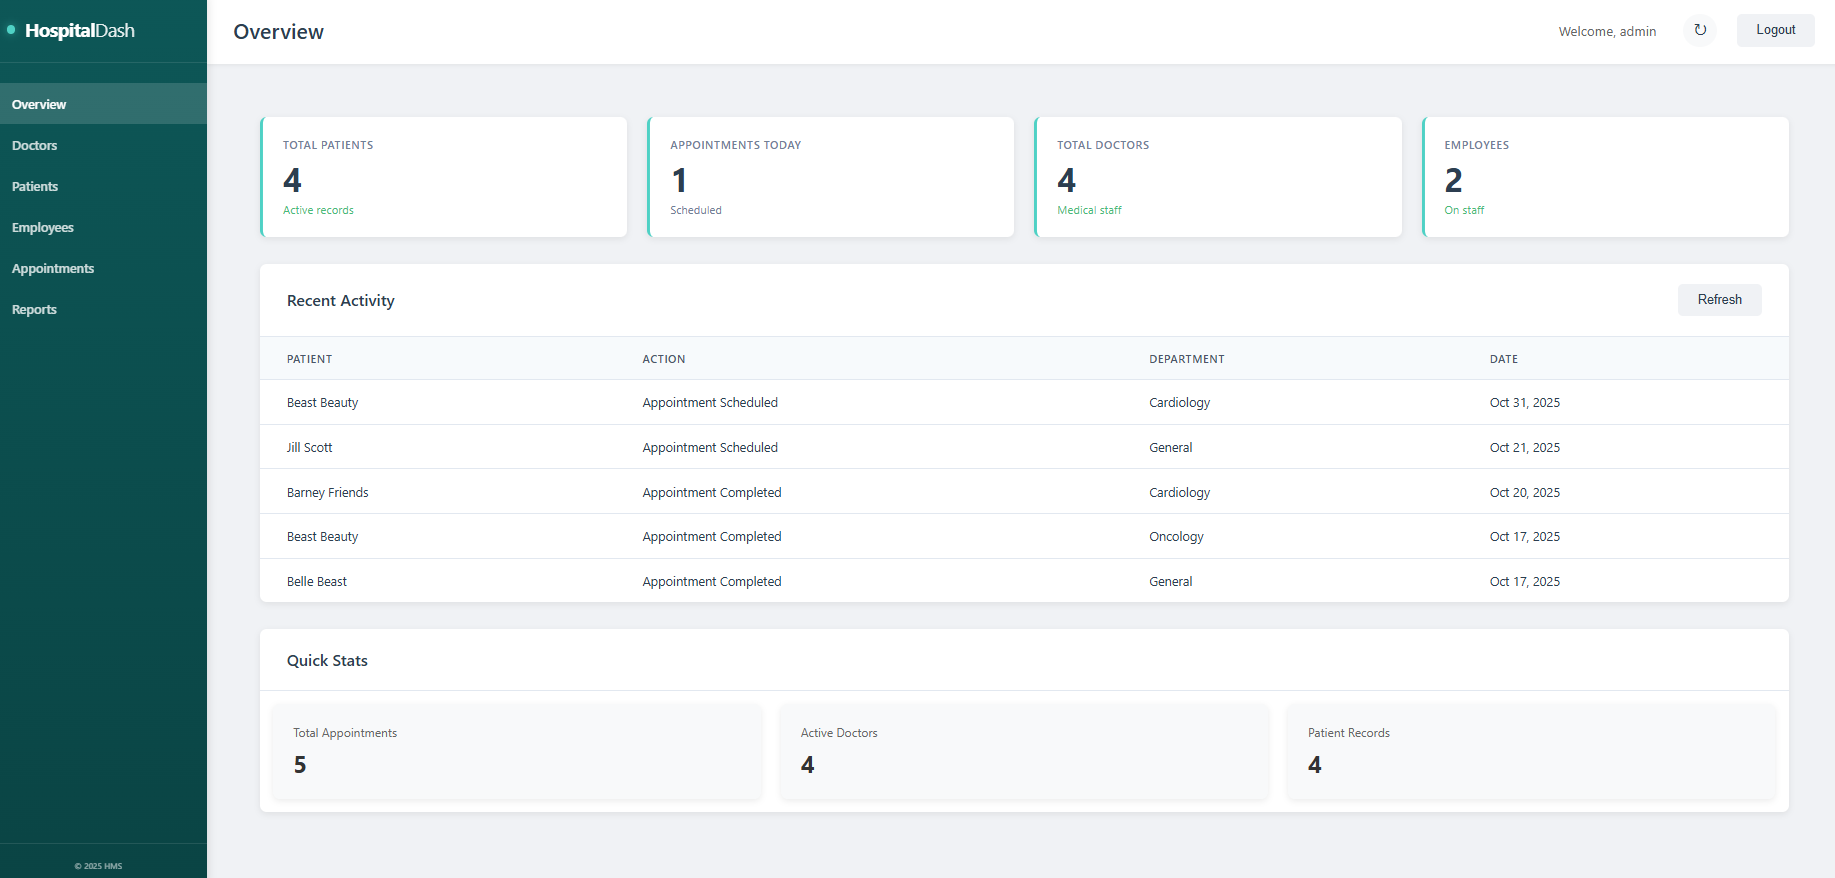 HospitalDash
Overview
Doctors
Patients
Employees
Appointments
Reports
© 2025 HMS
Overview
Welcome, admin
↻
Logout
TOTAL PATIENTS
4
Active records
APPOINTMENTS TODAY
1
Scheduled
TOTAL DOCTORS
4
Medical staff
EMPLOYEES
2
On staff
Recent Activity
Refresh
PATIENT ACTION DEPARTMENT DATE
Beast Beauty Appointment Scheduled Cardiology Oct 31, 2025
Jill Scott Appointment Scheduled General Oct 21, 2025
Barney Friends Appointment Completed Cardiology Oct 20, 2025
Beast Beauty Appointment Completed Oncology Oct 17, 2025
Belle Beast Appointment Completed General Oct 17, 2025
Quick Stats
Total Appointments
5
Active Doctors
4
Patient Records
4